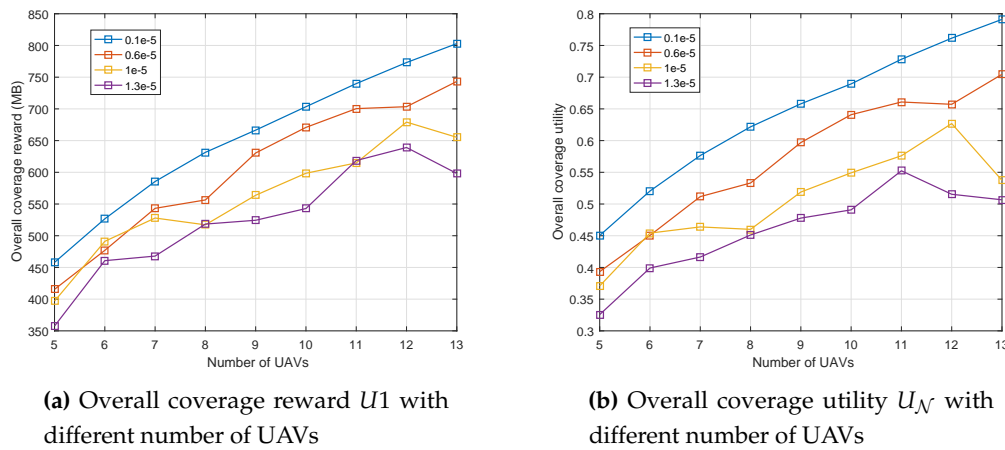 850
800
750
700
650
600
550
500
450
400
350
5 6 7 8 9 10 11 12 13
Overall coverage reward (MB)
Number of UAVs
0.1e-5
0.6e-5
1e-5
1.3e-5
(a) Overall coverage reward U1 with
different number of UAVs
0.8
0.75
0.7
0.65
0.6
0.55
0.5
0.45
0.4
0.35
0.3
5 6 7 8 9 10 11 12 13
Overall coverage utility
Number of UAVs
0.1e-5
0.6e-5
1e-5
1.3e-5
(b) Overall coverage utility U𝒩 with
different number of UAVs